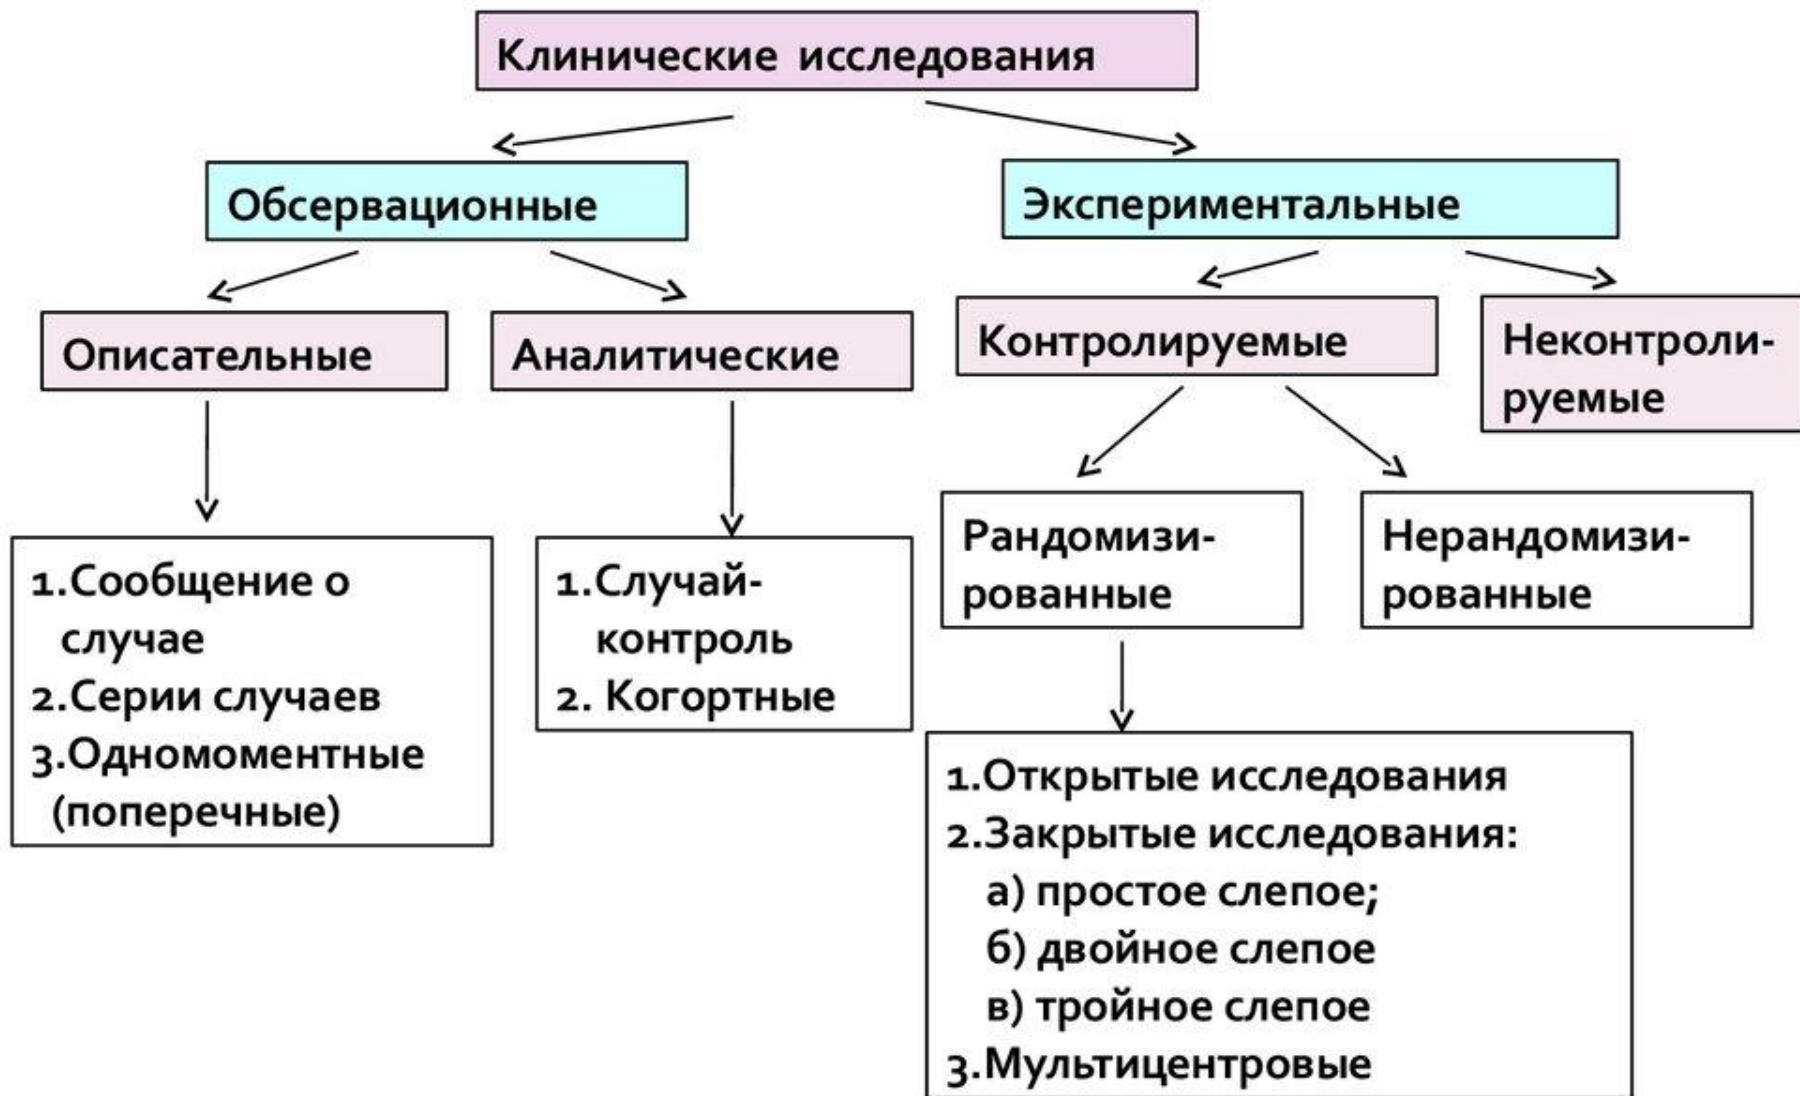 Клинические исследования
Обсервационные
Экспериментальные
Описательные
Аналитические
Контролируемые
Неконтроли-
руемые
Рандомизи-
рованные
Нерандомизи-
рованные
1.Сообщение о
случае
2.Серии случаев
3.Одномоментные
(поперечные)
1.Случай-
контроль
2. Когортные
1.Открытые исследования
2.Закрытые исследования:
а) простое слепое;
б) двойное слепое
в) тройное слепое
3.Мультицентровые